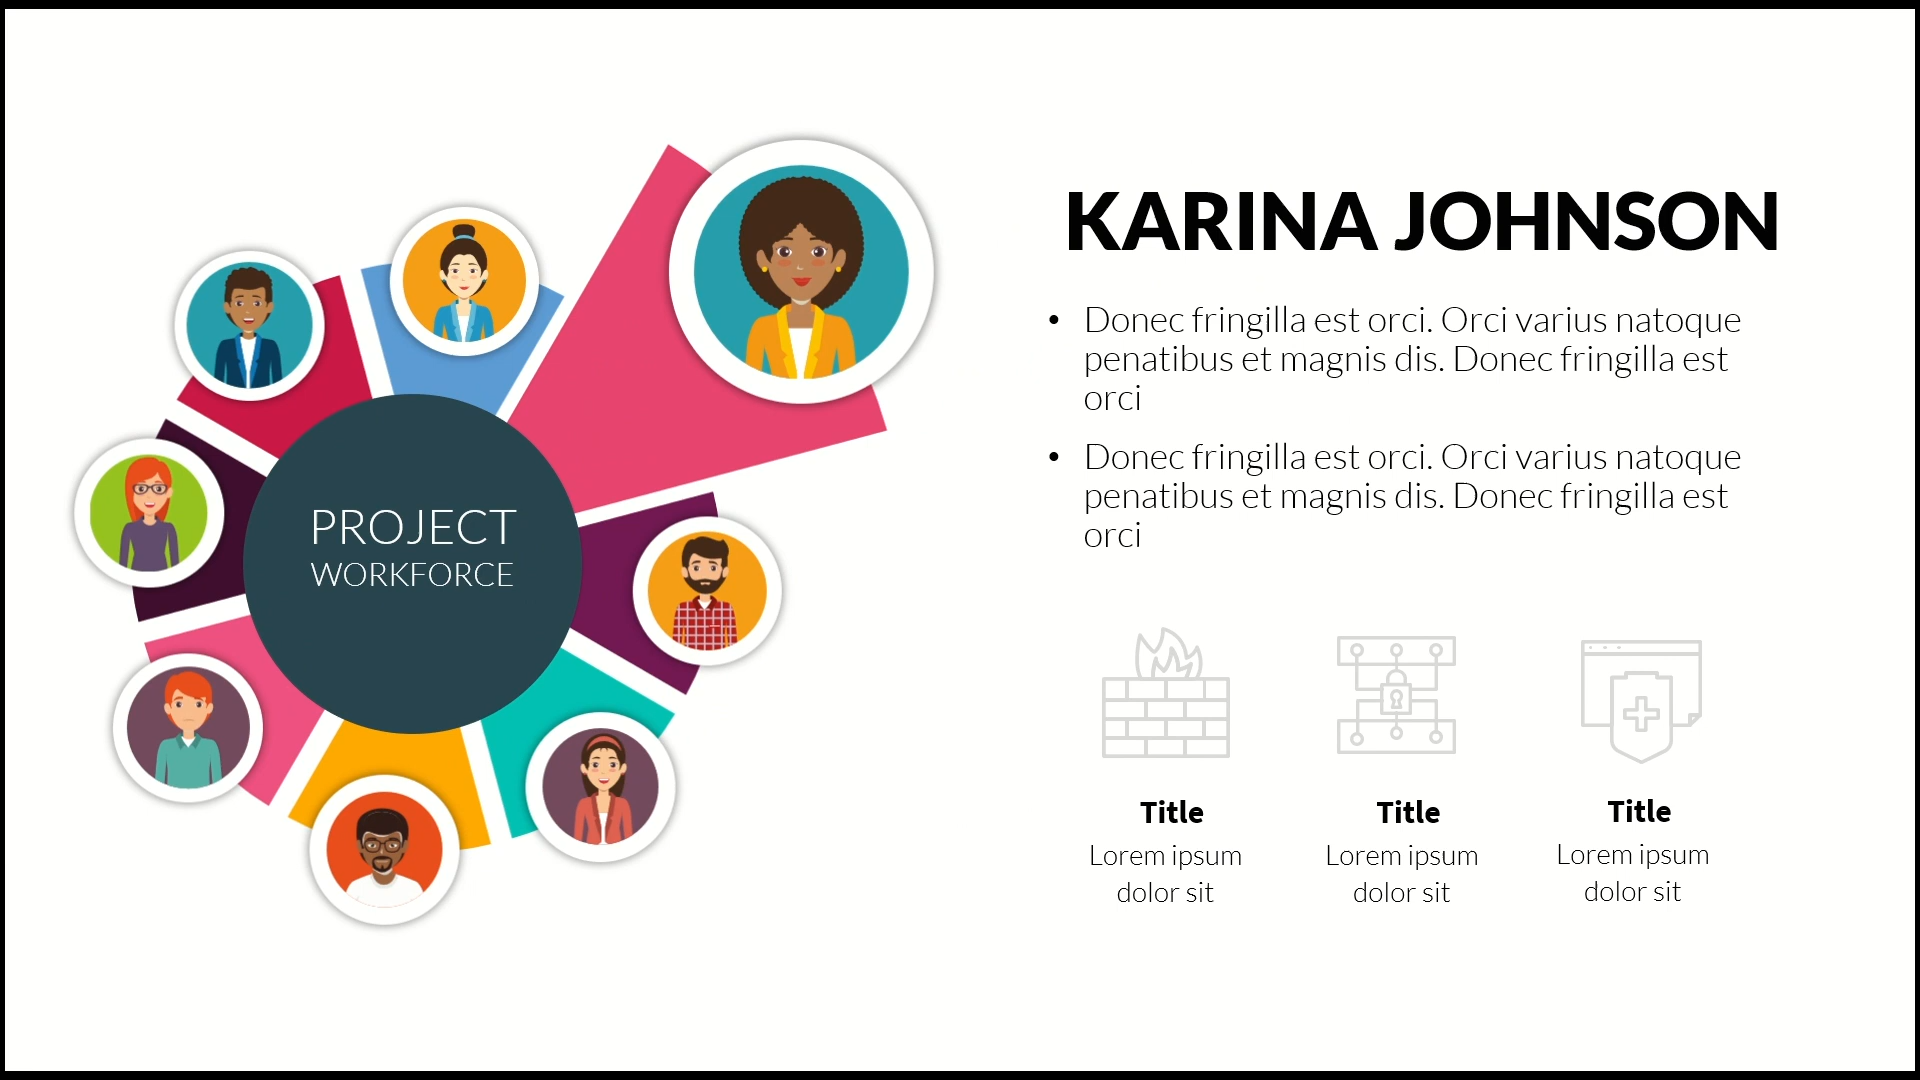 PROJECT
WORKFORCE
KARINA JOHNSON
• Donec fringilla est orci. Orci varius natoque
penatibus et magnis dis. Donec fringilla est
orci
• Donec fringilla est orci. Orci varius natoque
penatibus et magnis dis. Donec fringilla est
orci
Title
Lorem ipsum
dolor sit
Title
Lorem ipsum
dolor sit
Title
Lorem ipsum
dolor sit